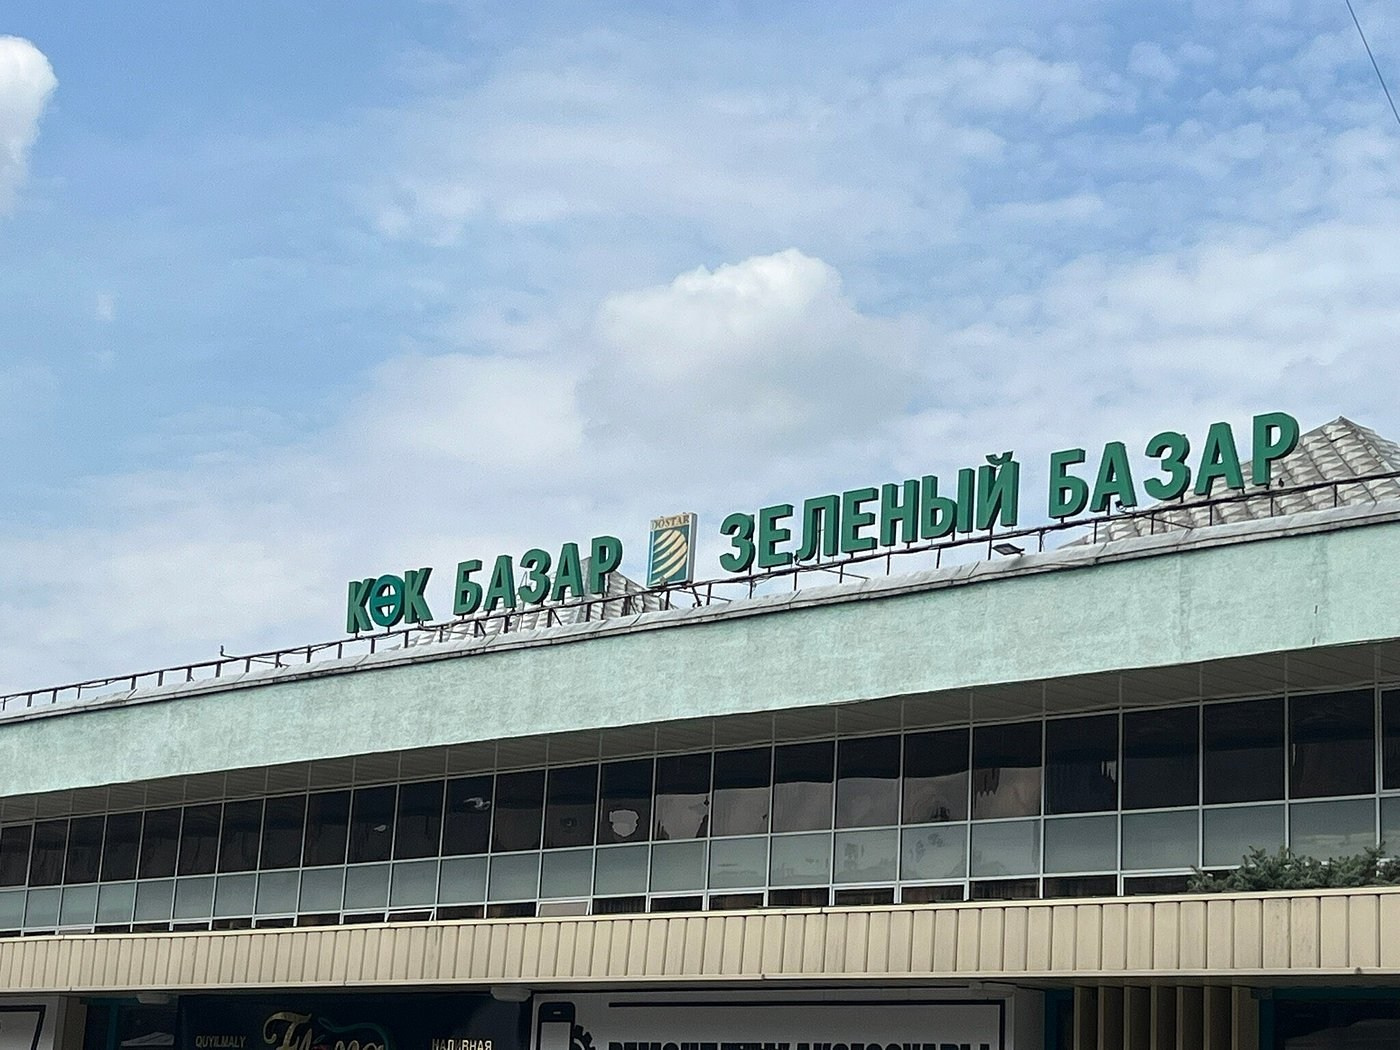 КӨК БАЗАР
DOSTAR
ЗЕЛЕНЫЙ БАЗАР
QUYILMALY
НАЛИВНАЯ